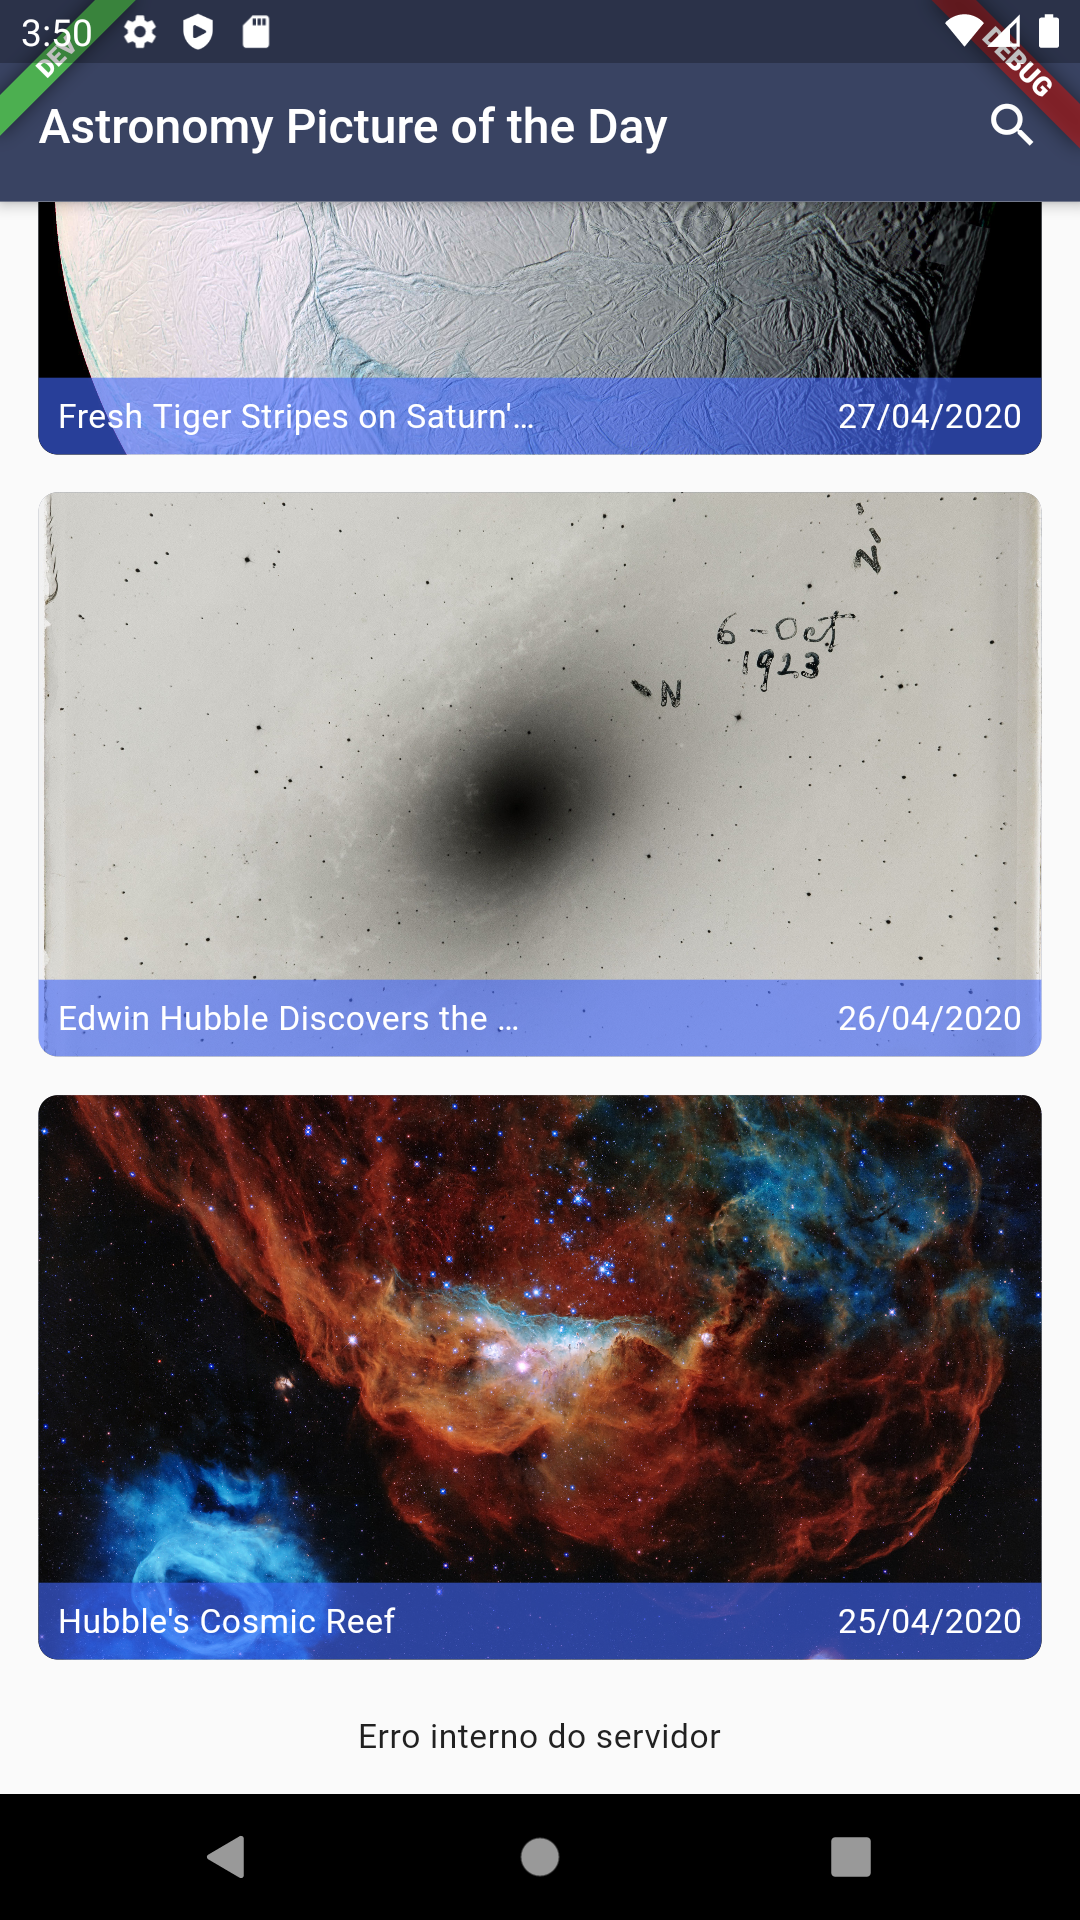 3:50
DEV
DEBUG
Astronomy Picture of the Day
Fresh Tiger Stripes on Saturn'... 27/04/2020
N
6-Oct
1923
N
Edwin Hubble Discovers the ... 26/04/2020
Hubble's Cosmic Reef 25/04/2020
Erro interno do servidor